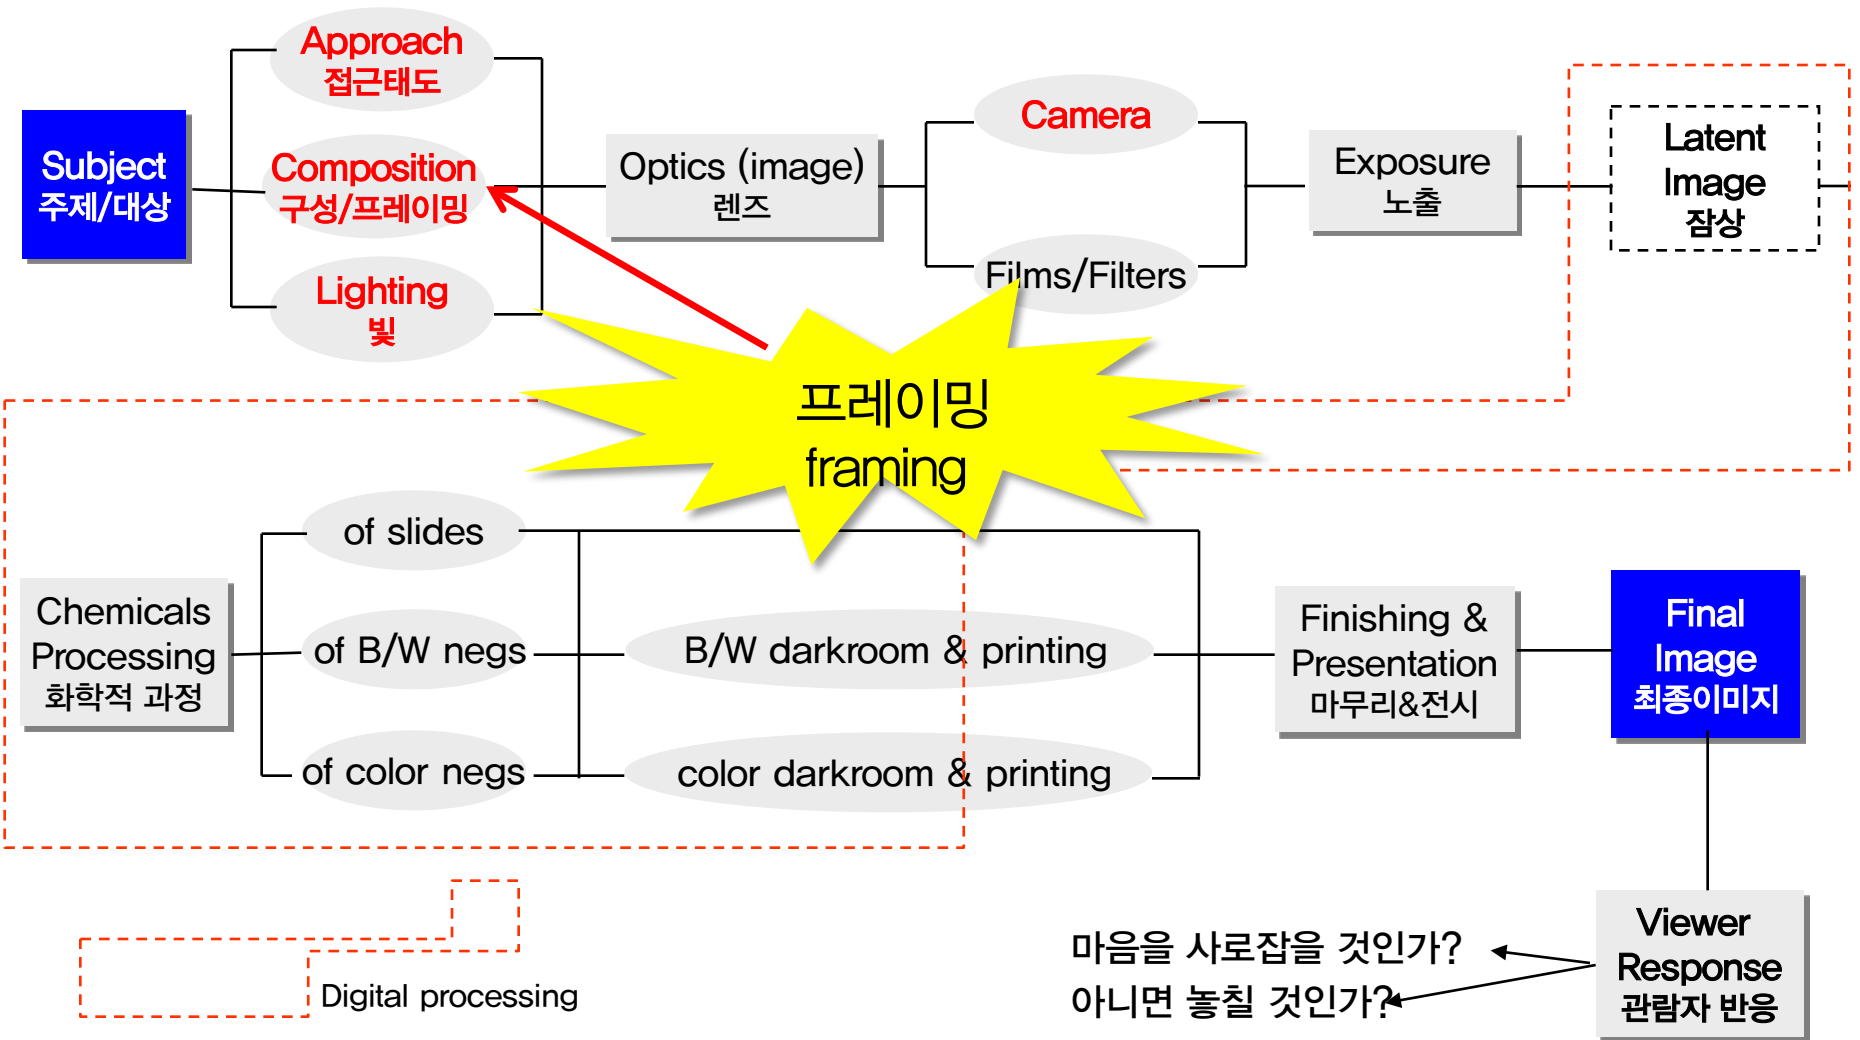 Approach
접근태도
Subject
주제/대상
Composition
구성/프레이밍
Lighting
빛
Optics (image)
렌즈
Camera
Films/Filters
Exposure
노출
Latent
Image
잠상
프레이밍
framing
Chemicals
Processing
화학적 과정
of slides
of B/W negs
of color negs
B/W darkroom & printing
color darkroom & printing
Finishing &
Presentation
마무리&전시
Final
Image
최종이미지
Viewer
Response
관람자 반응
마음을 사로잡을 것인가?
아니면 놓칠 것인가?
Digital processing